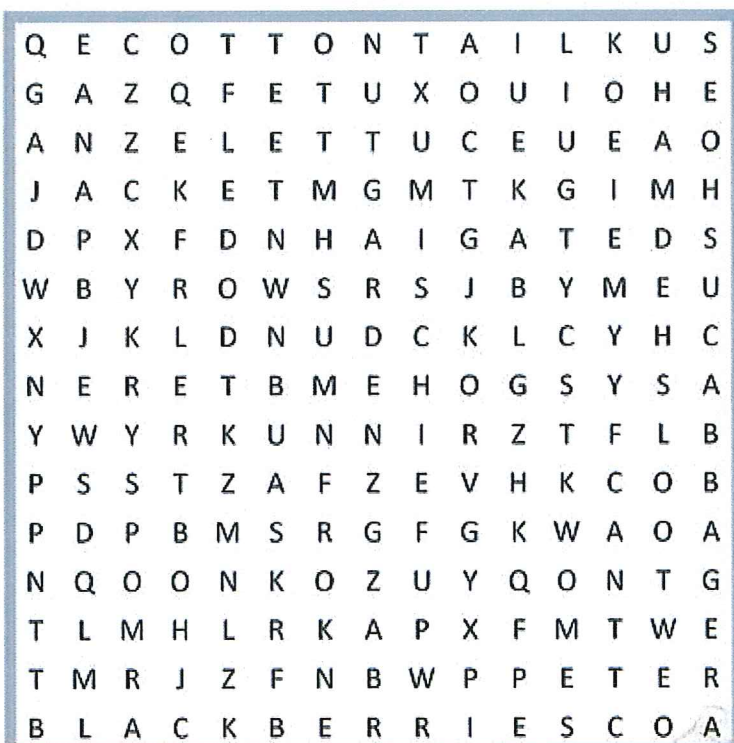 Q E C O T T O N T A I L K U S
G A Z Q F E T U X O U I O H E
A N Z E L E T T U C E U E A O
J A C K E T M G M T K G I M H
D P X F D N H A I G A T E D S
W B Y R O W S R S J B Y M E U
X J K L D N U D C K L C Y H C
N E R E T B M E H O G S Y S A
Y W Y R K U N N I R Z T F L B
P S S T Z A F Z E V H K C O B
P D P B M S R G F G K W A O A
N Q O O N K O Z U Y Q O N T G
T L M H L R K A P X F M T W E
T M R J Z F N B W P P E T E R
B L A C K B E R R I E S C O A